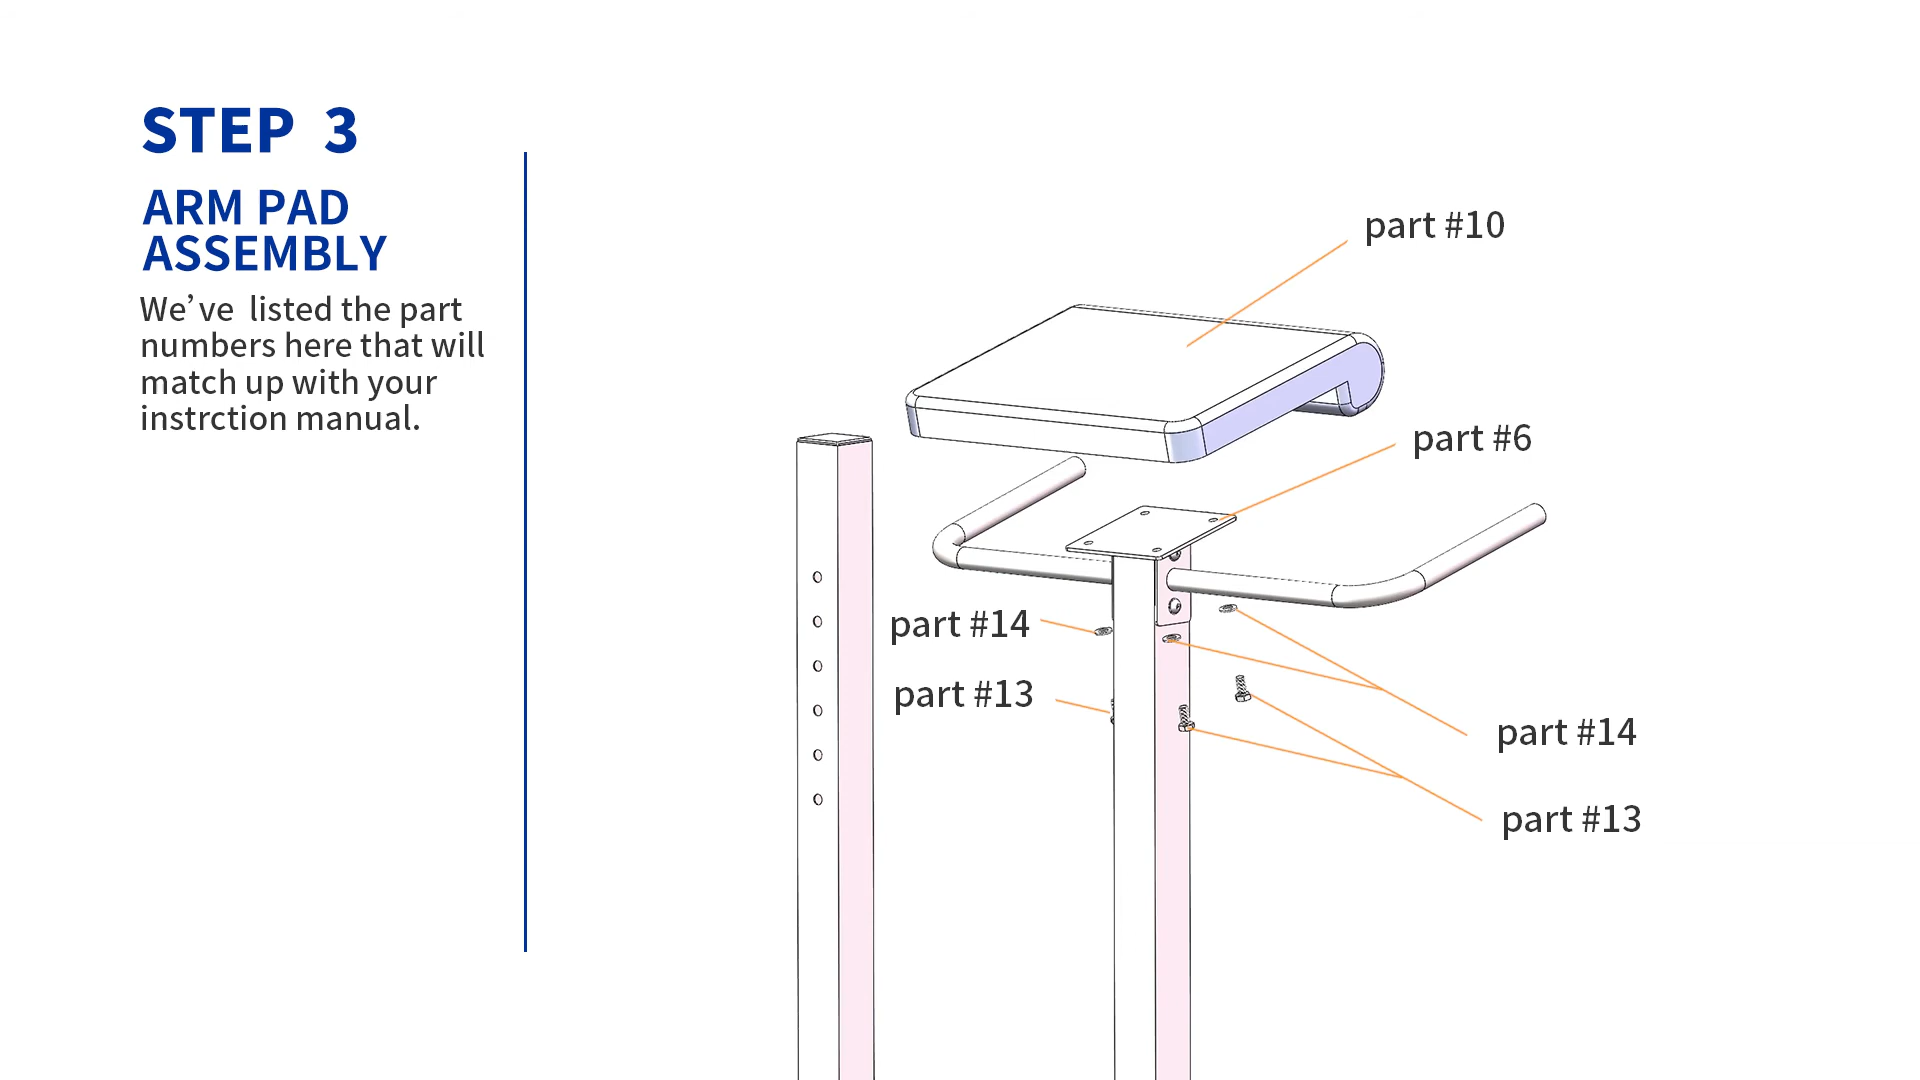 STEP 3
ARM PAD
ASSEMBLY
We’ve listed the part
numbers here that will
match up with your
instrction manual.
part #10
part #6
part #14
part #13
part #14
part #13